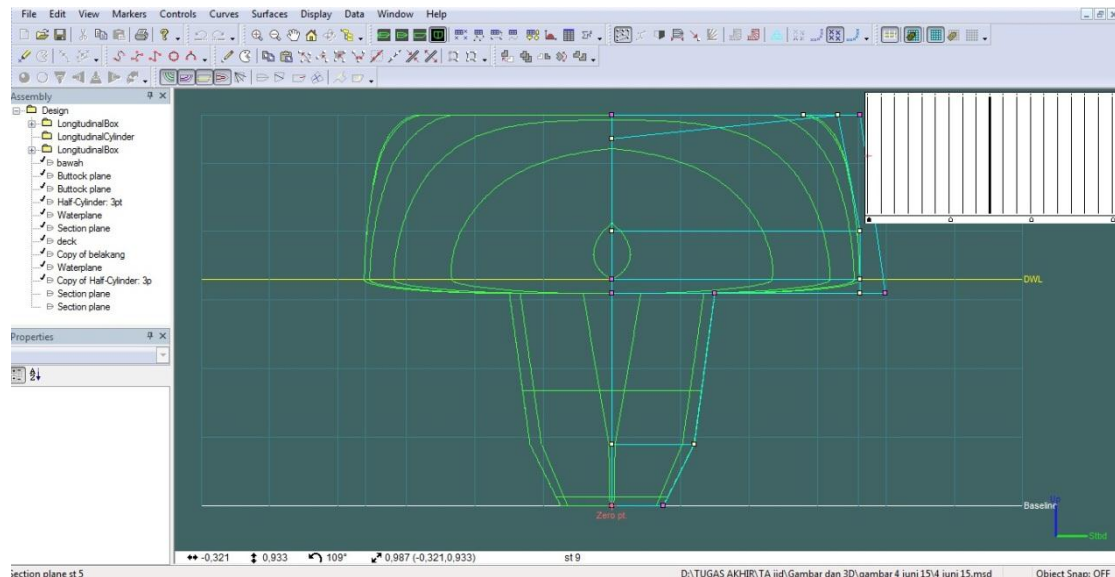 File Edit View Markers Controls Curves Surfaces Display Data Window Help
Assembly
Design
LongitudinalBox
LongitudinalCylinder
LongitudinalBox
bawah
Buttock plane
Buttock plane
Half-Cylinder: 3pt
Waterplane
Section plane
deck
Copy of belakang
Waterplane
Copy of Half-Cylinder: 3p
Section plane
Section plane
Properties
DWL
Baseline
Zero pt.
Up
Stbd
-0,321 0,933 109° 0,987 (-0,321,0,933) st 9
Section plane st 5 D:\TUGAS AKHIR\TA jid\Gambar dan 3D\gambar 4 juni 15\4 juni 15.msd Object Snap: OFF